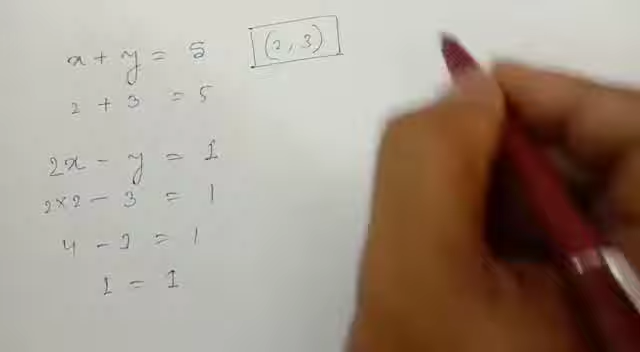 x + y = 5 (2, 3)
2 + 3 = 5
2x - y = 1
2×2 - 3 = 1
4 - 3 = 1
1 = 1